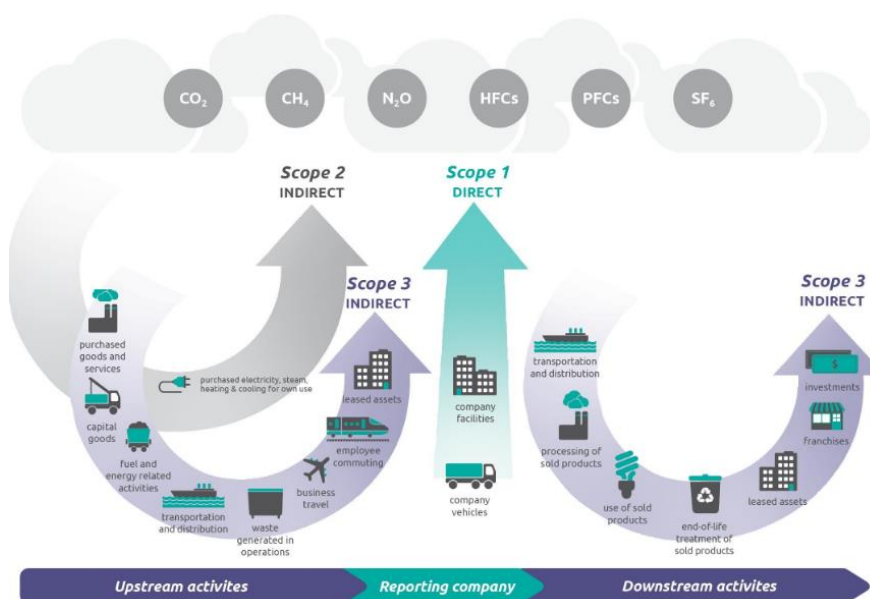 CO2
CH4
N2O
HFCs
PFCs
SF6
Scope 2
INDIRECT
Scope 1
DIRECT
Scope 3
INDIRECT
Scope 3
INDIRECT
purchased
goods and
services
capital
goods
fuel and
energy related
activities
purchased electricity, steam,
heating & cooling for own use
transportation
and distribution
waste
generated in
operations
business
travel
employee
commuting
leased assets
company
facilities
company
vehicles
transportation
and distribution
processing of
sold products
use of sold
products
end-of-life
treatment of
sold products
leased assets
franchises
$
investments
Upstream activites
Reporting company
Downstream activites